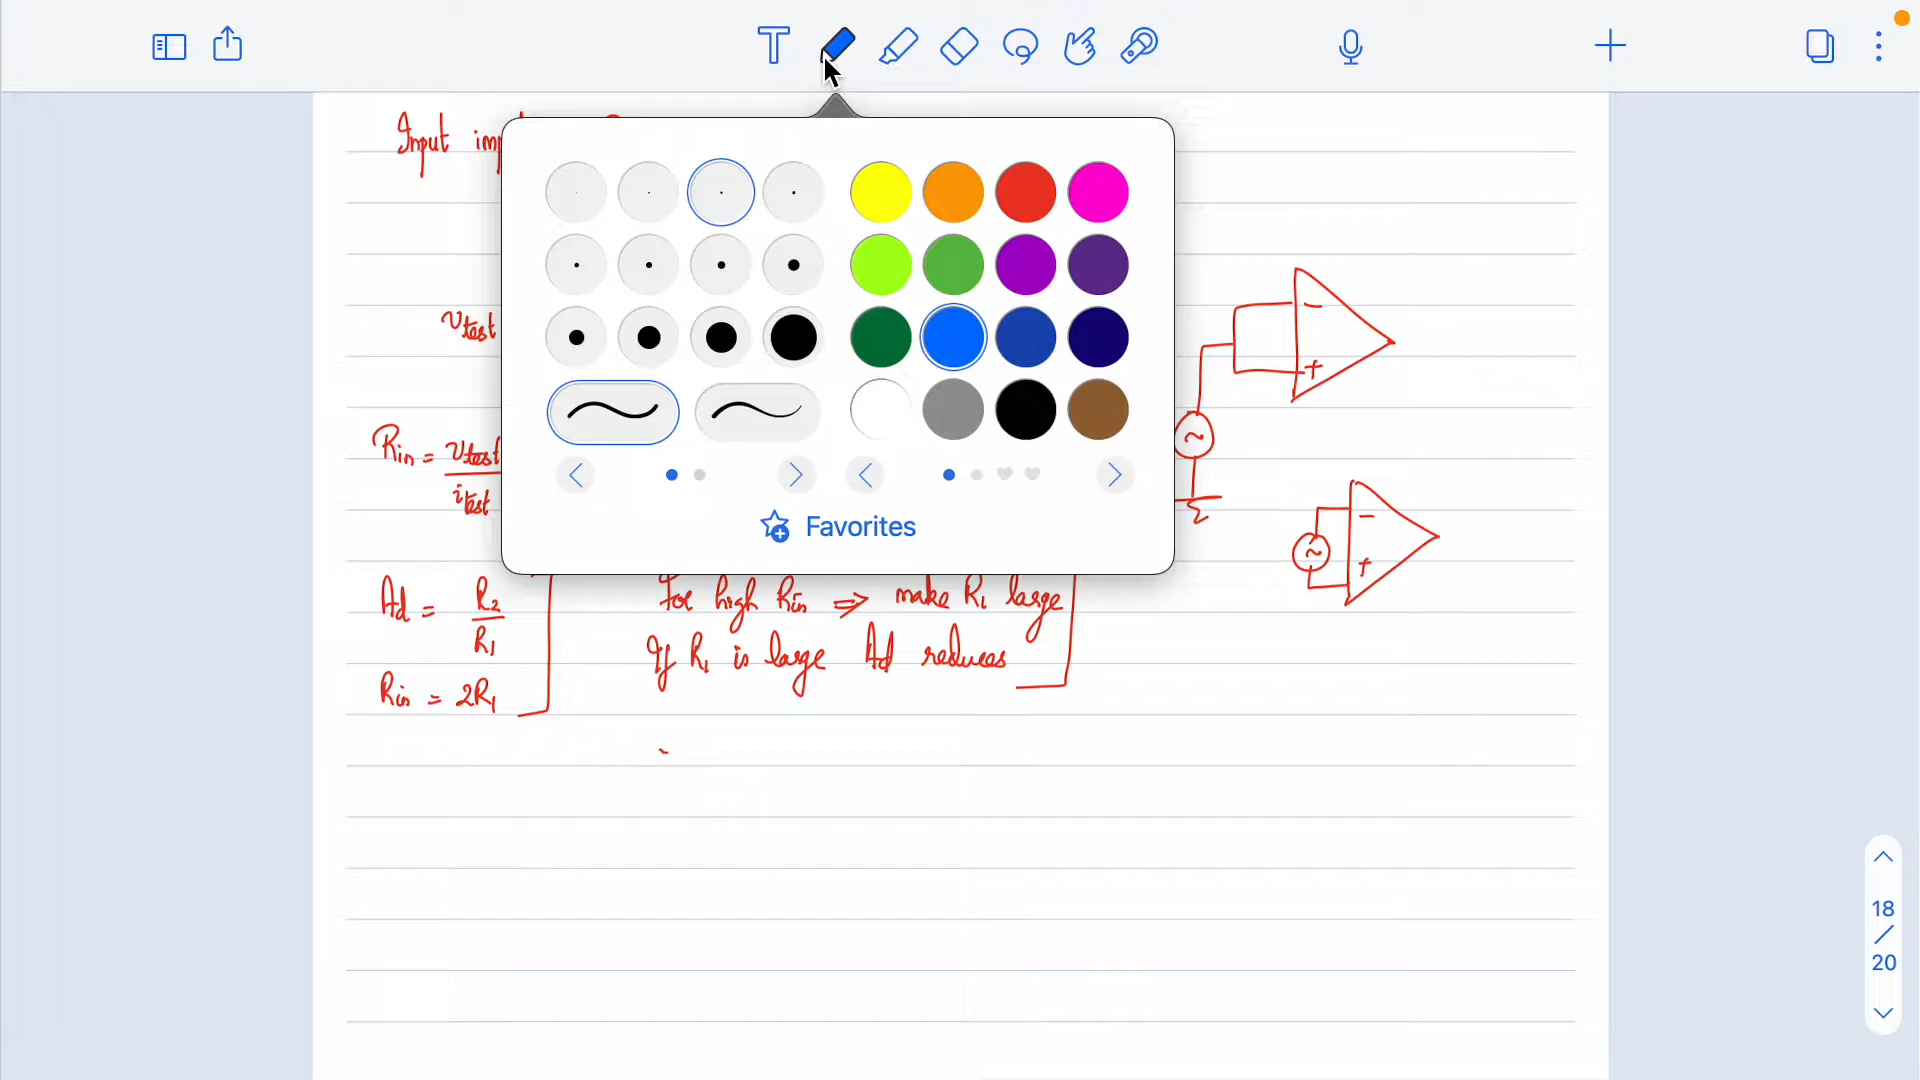 T
Input
Favorites
vtest
Rin = vtest / itest
-
+
~
-
+
~
Ad = R2 / R1
Rin = 2R1
For high Rin ⇒ make R1 large
If R1 is large Ad reduces
18
/
20